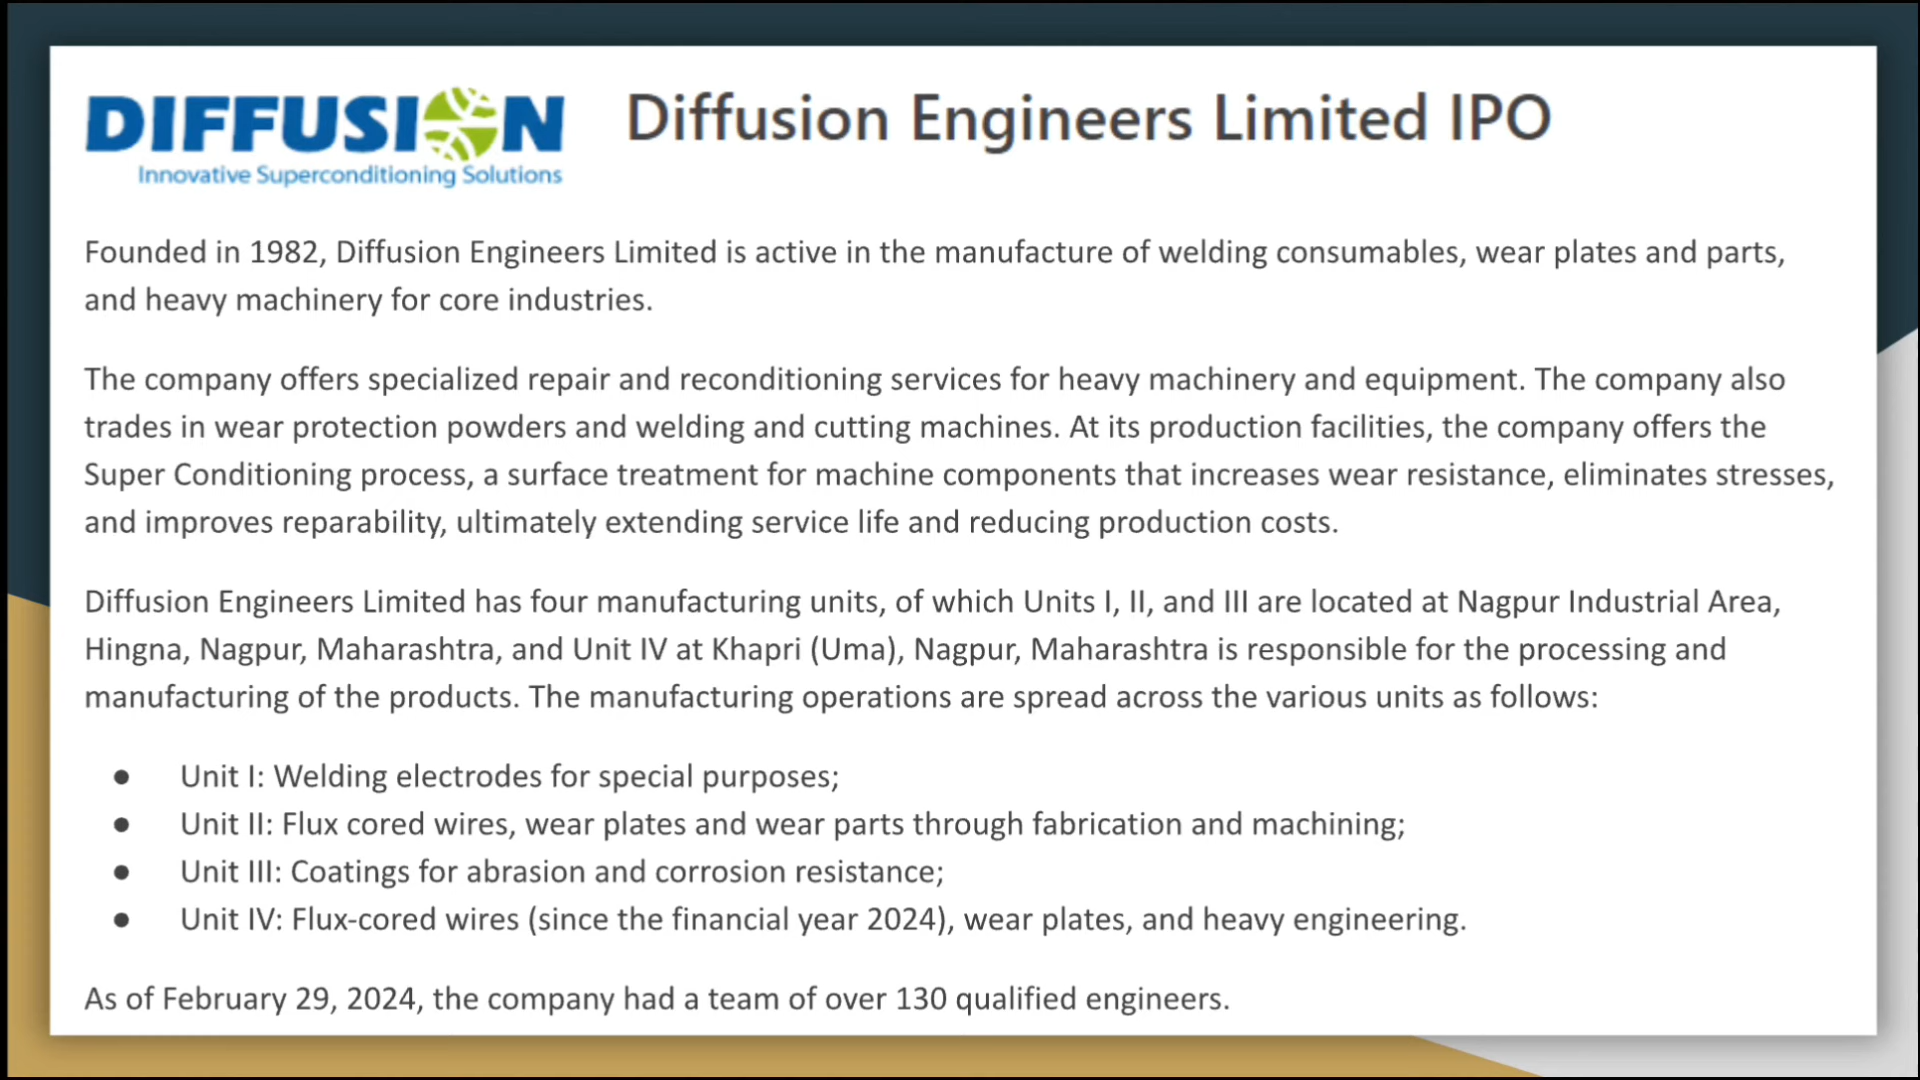 DIFFUSION
Innovative Superconditioning Solutions
Diffusion Engineers Limited IPO
Founded in 1982, Diffusion Engineers Limited is active in the manufacture of welding consumables, wear plates and parts,
and heavy machinery for core industries.
The company offers specialized repair and reconditioning services for heavy machinery and equipment. The company also
trades in wear protection powders and welding and cutting machines. At its production facilities, the company offers the
Super Conditioning process, a surface treatment for machine components that increases wear resistance, eliminates stresses,
and improves reparability, ultimately extending service life and reducing production costs.
Diffusion Engineers Limited has four manufacturing units, of which Units I, II, and III are located at Nagpur Industrial Area,
Hingna, Nagpur, Maharashtra, and Unit IV at Khapri (Uma), Nagpur, Maharashtra is responsible for the processing and
manufacturing of the products. The manufacturing operations are spread across the various units as follows:
● Unit I: Welding electrodes for special purposes;
● Unit II: Flux cored wires, wear plates and wear parts through fabrication and machining;
● Unit III: Coatings for abrasion and corrosion resistance;
● Unit IV: Flux-cored wires (since the financial year 2024), wear plates, and heavy engineering.
As of February 29, 2024, the company had a team of over 130 qualified engineers.